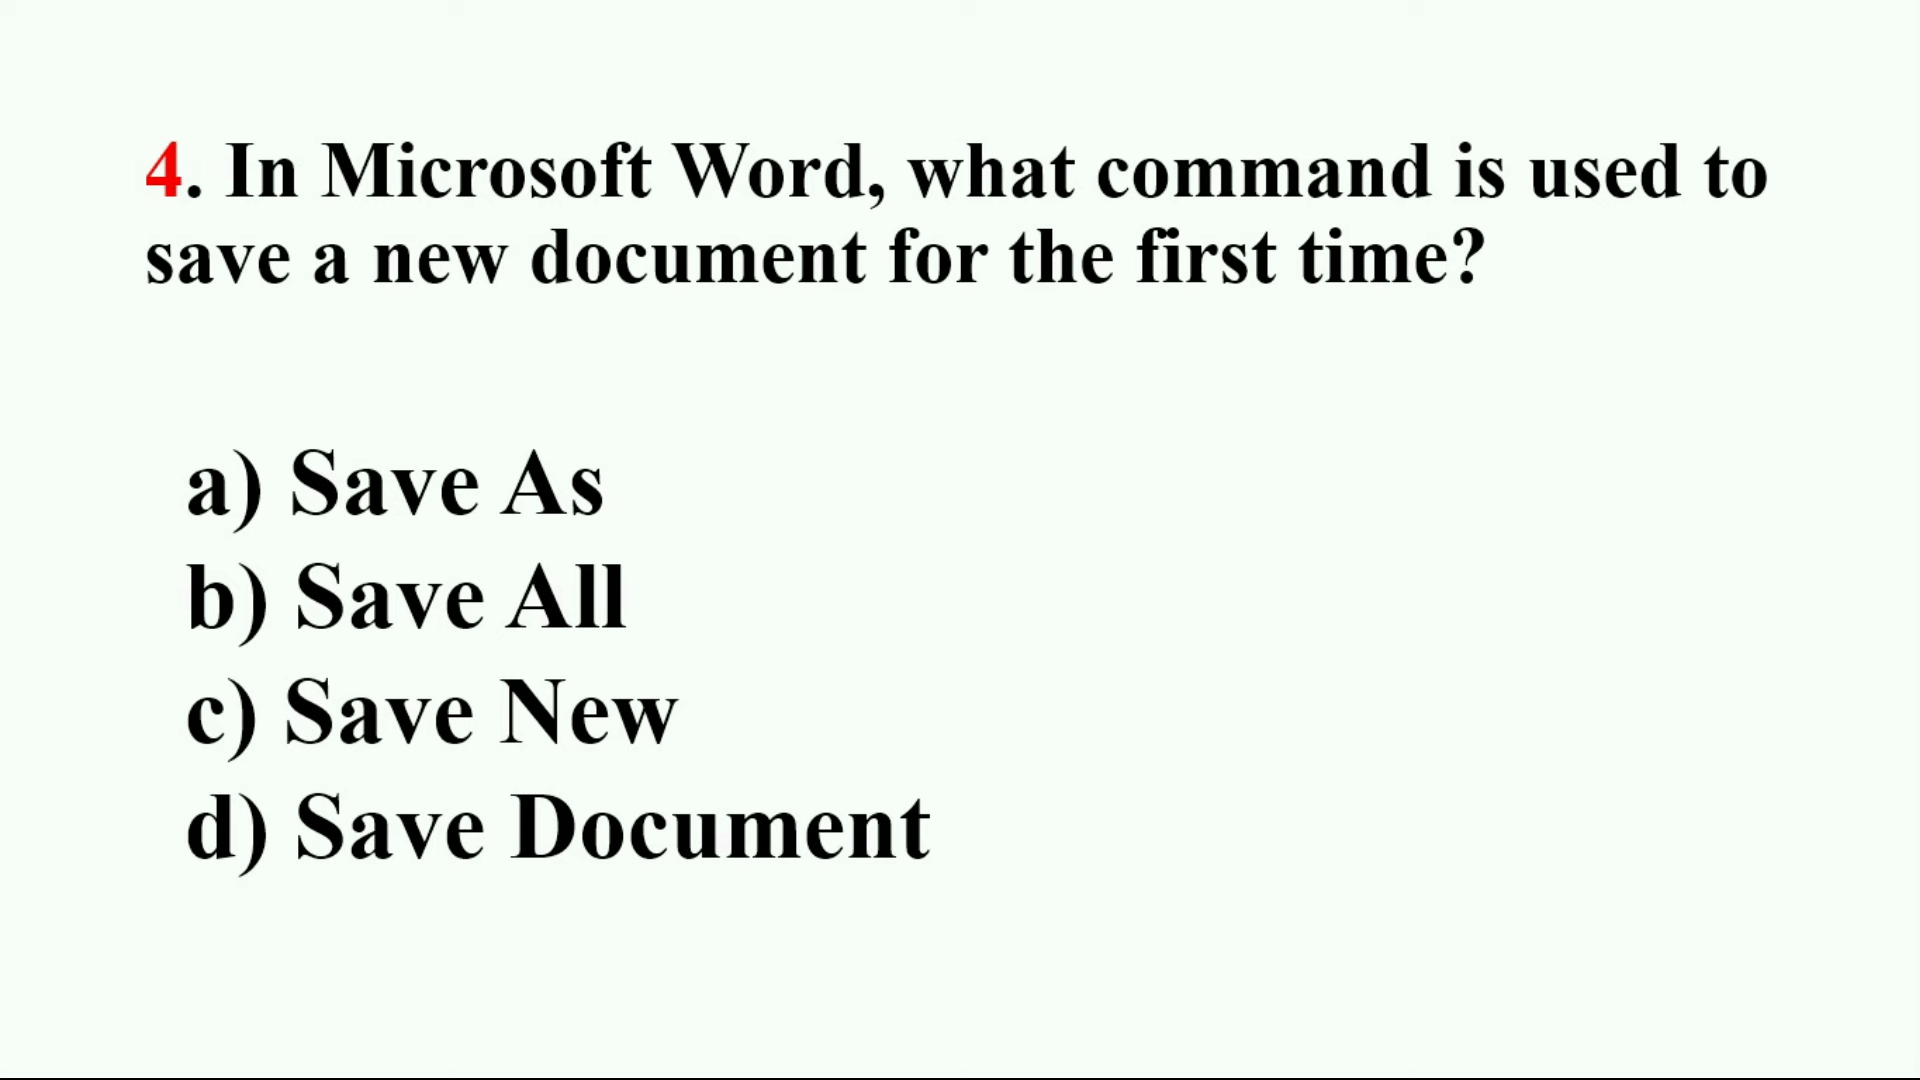 4. In Microsoft Word, what command is used to
save a new document for the first time?
a) Save As
b) Save All
c) Save New
d) Save Document